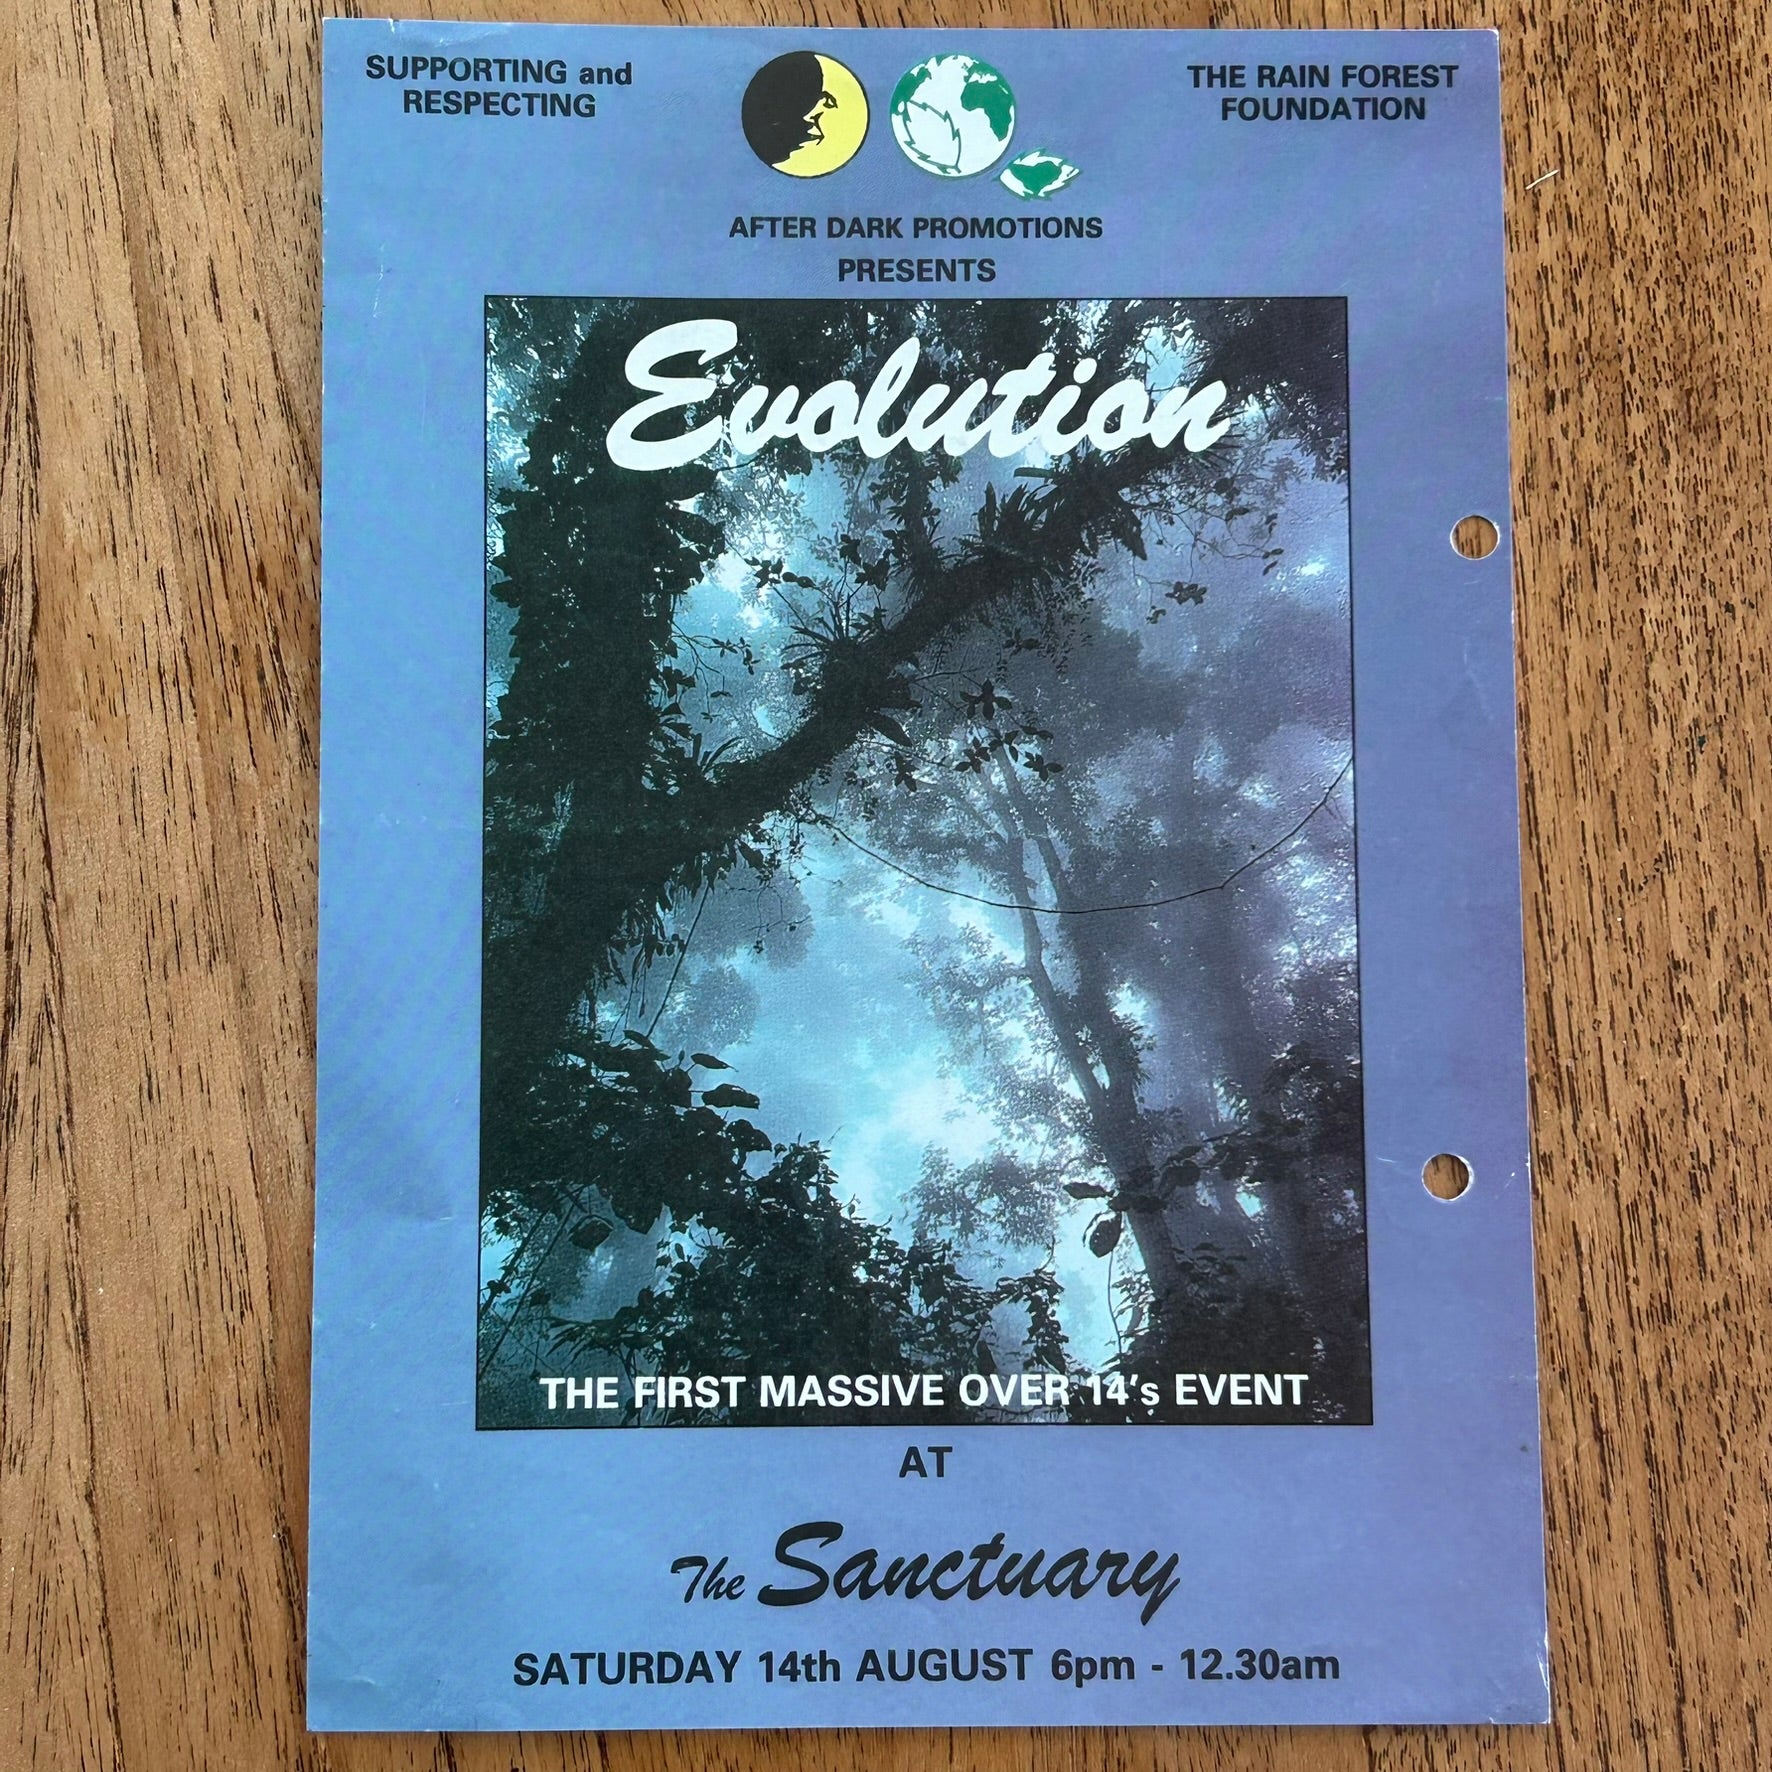 SUPPORTING and
RESPECTING
THE RAIN FOREST
FOUNDATION
AFTER DARK PROMOTIONS
PRESENTS
Evolution
THE FIRST MASSIVE OVER 14's EVENT
AT
The Sanctuary
SATURDAY 14th AUGUST 6pm - 12.30am